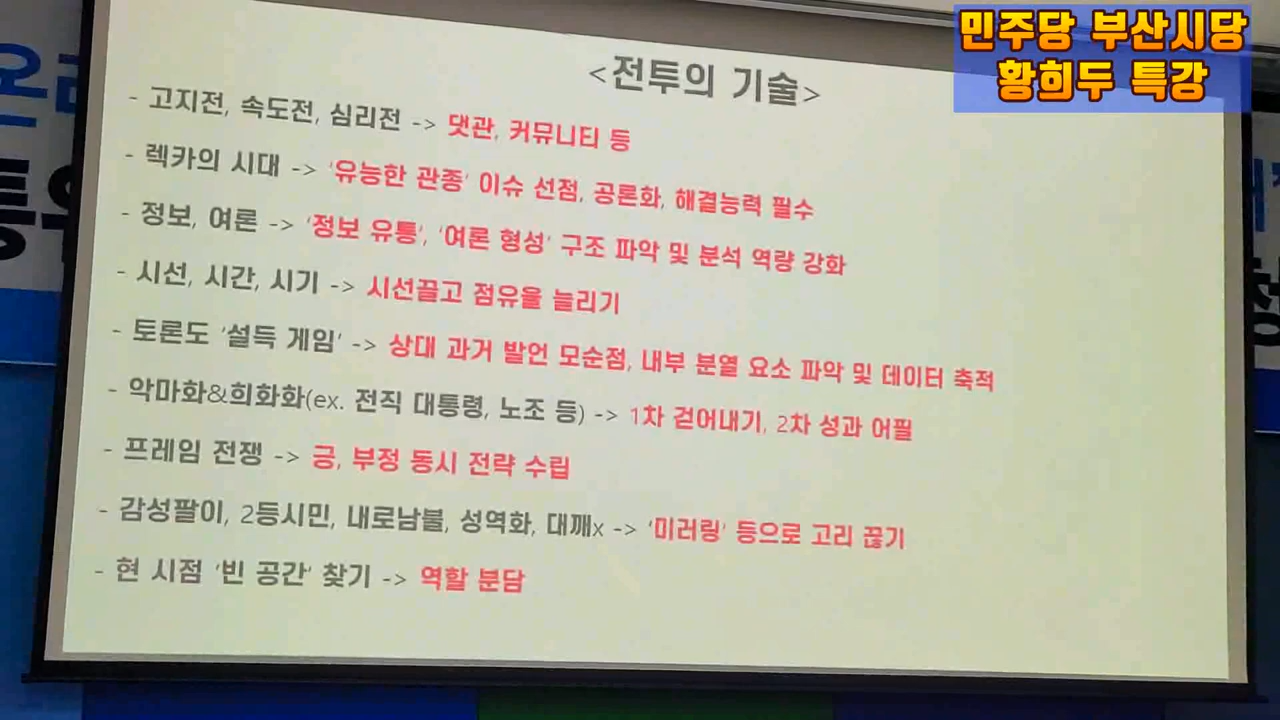 민주당 부산시당
황희두 특강
<전투의 기술>
- 고지전, 속도전, 심리전 -> 댓관, 커뮤니티 등
- 렉카의 시대 -> ‘유능한 관종’ 이슈 선점, 공론화, 해결능력 필수
- 정보, 여론 -> ‘정보 유통’, ‘여론 형성’ 구조 파악 및 분석 역량 강화
- 시선, 시간, 시기 -> 시선끌고 점유율 늘리기
- 토론도 ‘설득 게임’ -> 상대 과거 발언 모순점, 내부 분열 요소 파악 및 데이터 축적
- 악마화&희화화(ex. 전직 대통령, 노조 등) -> 1차 걷어내기, 2차 성과 어필
- 프레임 전쟁 -> 긍, 부정 동시 전략 수립
- 감성팔이, 2등시민, 내로남불, 성역화, 대깨x -> ‘미러링’ 등으로 고리 끊기
- 현 시점 ‘빈 공간’ 찾기 -> 역할 분담